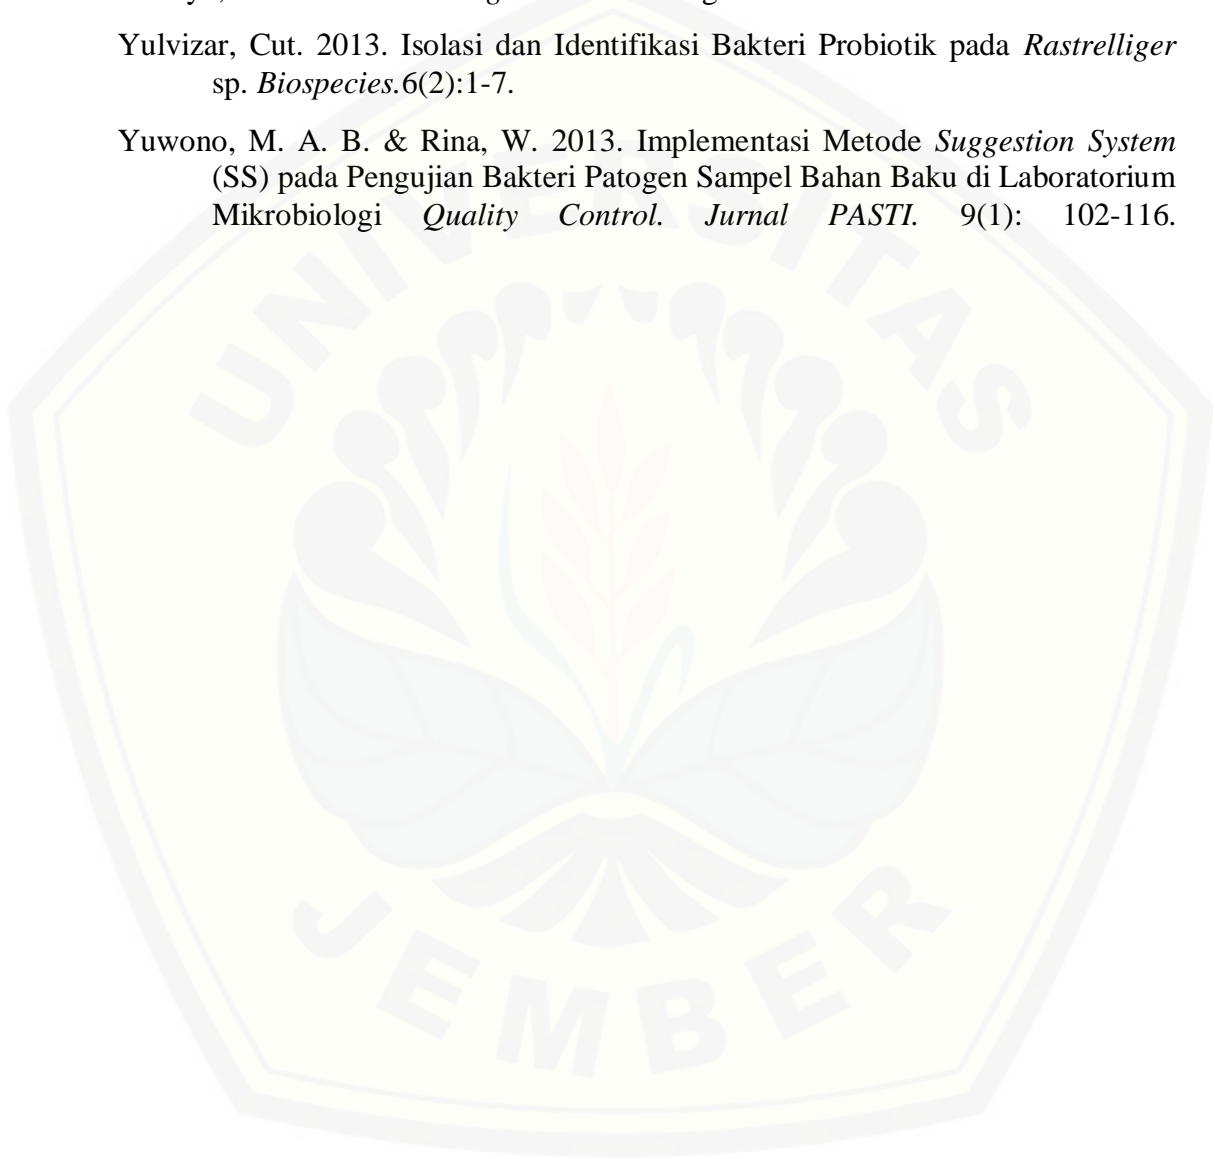 Yulvizar, Cut. 2013. Isolasi dan Identifikasi Bakteri Probiotik pada Rastrelliger
sp. Biospecies.6(2):1-7.
Yuwono, M. A. B. & Rina, W. 2013. Implementasi Metode Suggestion System
(SS) pada Pengujian Bakteri Patogen Sampel Bahan Baku di Laboratorium
Mikrobiologi Quality Control. Jurnal PASTI. 9(1): 102-116.
UNIVERSITAS
JEMBER